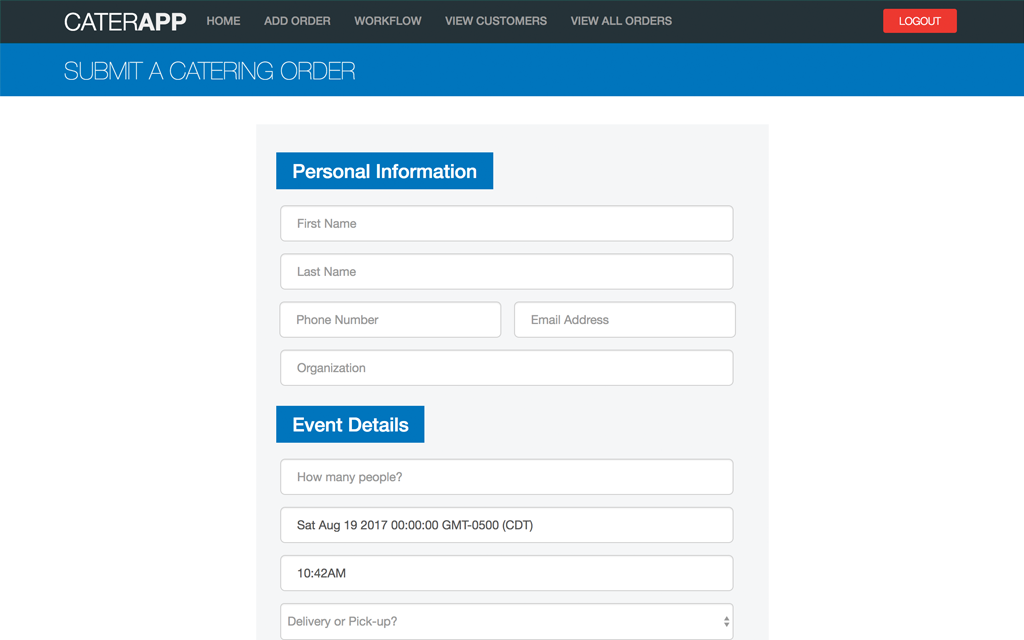 CATERAPP HOME ADD ORDER WORKFLOW VIEW CUSTOMERS VIEW ALL ORDERS LOGOUT
SUBMIT A CATERING ORDER
Personal Information
First Name
Last Name
Phone Number Email Address
Organization
Event Details
How many people?
Sat Aug 19 2017 00:00:00 GMT-0500 (CDT)
10:42AM
Delivery or Pick-up?